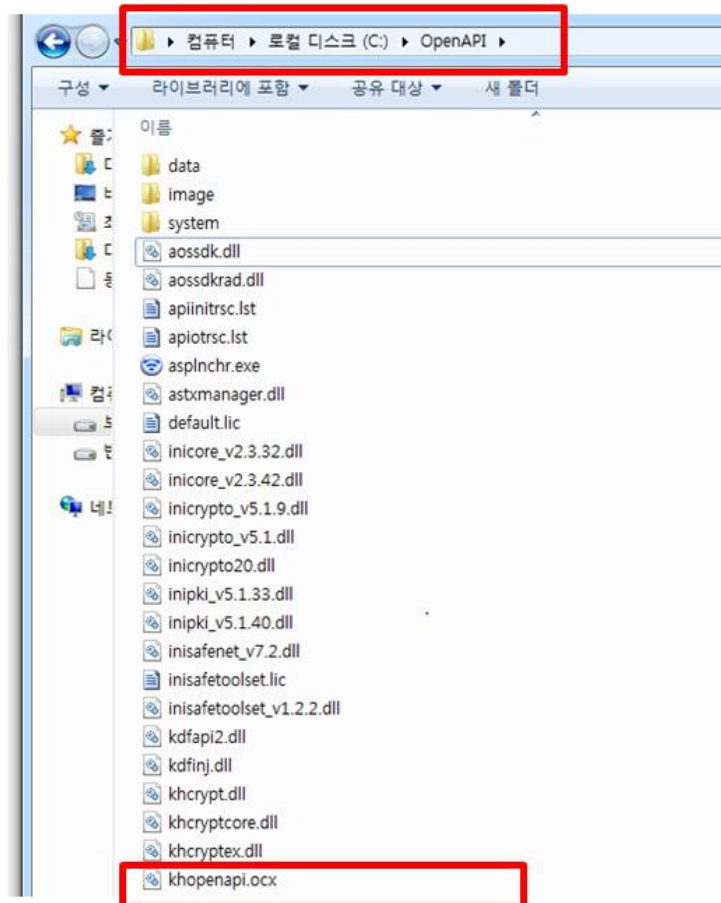 컴퓨터 ▸ 로컬 디스크 (C:) ▸ OpenAPI ▸
구성 ▾ 라이브러리에 포함 ▾ 공유 대상 ▾ 새 폴더
이름
data
image
system
aossdk.dll
aossdkrad.dll
apiinitrsc.lst
apiotrsc.lst
asplnchr.exe
astxmanager.dll
default.lic
inicore_v2.3.32.dll
inicore_v2.3.42.dll
inicrypto_v5.1.9.dll
inicrypto_v5.1.dll
inicrypto20.dll
inipki_v5.1.33.dll
inipki_v5.1.40.dll
inisafenet_v7.2.dll
inisafetoolset.lic
inisafetoolset_v1.2.2.dll
kdfapi2.dll
kdfinj.dll
khcrypt.dll
khcryptcore.dll
khcryptex.dll
khopenapi.ocx